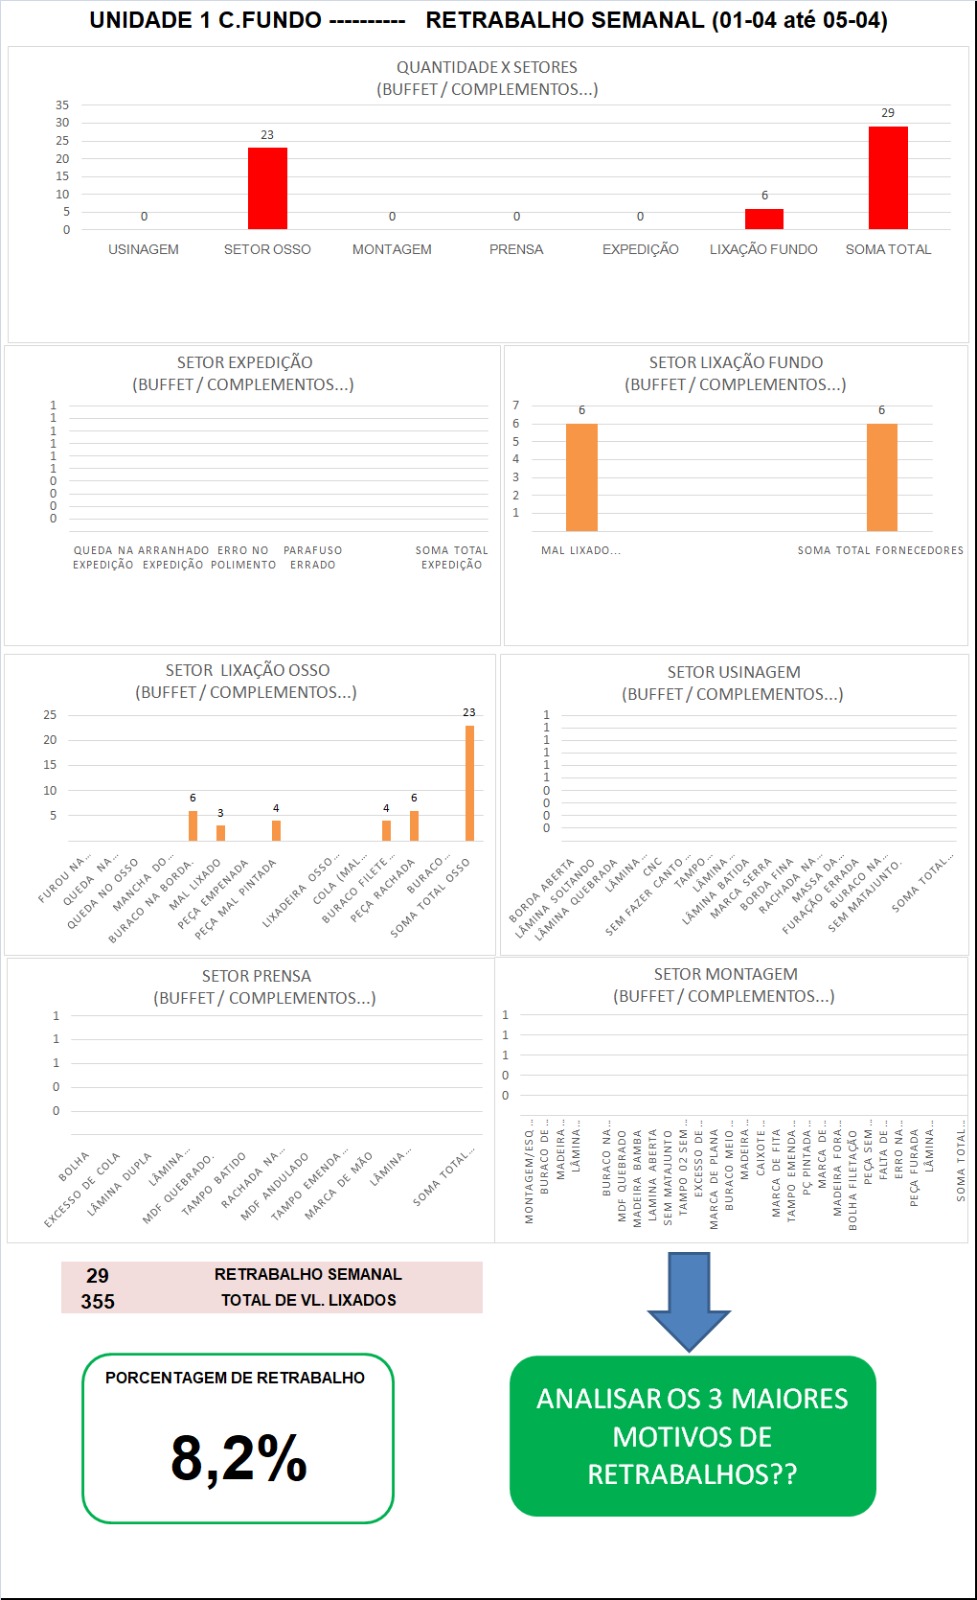 UNIDADE 1 C.FUNDO ---------- RETRABALHO SEMANAL (01-04 até 05-04)
QUANTIDADE X SETORES
(BUFFET / COMPLEMENTOS...)
35
30
25
20
15
10
5
0
0
23
0
0
0
6
29
USINAGEM
SETOR OSSO
MONTAGEM
PRENSA
EXPEDIÇÃO
LIXAÇÃO FUNDO
SOMA TOTAL
SETOR EXPEDIÇÃO
(BUFFET / COMPLEMENTOS...)
1
1
1
1
1
1
0
0
0
0
QUEDA NA EXPEDIÇÃO
ARRANHADO EXPEDIÇÃO
ERRO NO POLIMENTO
PARAFUSO ERRADO
SOMA TOTAL EXPEDIÇÃO
SETOR LIXAÇÃO FUNDO
(BUFFET / COMPLEMENTOS...)
7
6
5
4
3
2
1
6
6
MAL LIXADO...
SOMA TOTAL FORNECEDORES
SETOR LIXAÇÃO OSSO
(BUFFET / COMPLEMENTOS...)
25
20
15
10
5
6
3
4
4
6
23
FUROU NA...
QUEDA NA...
QUEDA NO OSSO
MANCHA DO...
BURACO NA BORDA.
MAL LIXADO
PEÇA EMPENADA
PEÇA MAL PINTADA
LIXADEIRA OSSO...
COLA (MAL...
BURACO FILETE...
PEÇA RACHADA
BURACO...
SOMA TOTAL OSSO
SETOR USINAGEM
(BUFFET / COMPLEMENTOS...)
1
1
1
1
1
1
0
0
0
0
BORDA ABERTA
LÂMINA SOLTANDO
LÂMINA QUEBRADA
LÂMINA...
CNC
SEM FAZER CANTO...
TAMPO...
LÂMINA...
LÂMINA BATIDA
MARCA SERRA
BORDA FINA
RACHADA NA...
MASSA DA...
FURAÇÃO ERRADA
BURACO NA...
SEM MATAJUNTO.
SOMA TOTAL...
SETOR PRENSA
(BUFFET / COMPLEMENTOS...)
1
1
1
0
0
BOLHA
EXCESSO DE COLA
LÂMINA DUPLA
LÂMINA...
MDF QUEBRADO.
TAMPO BATIDO
RACHADA NA...
MDF ANDULADO
TAMPO EMENDA...
MARCA DE MÃO
LÂMINA...
SOMA TOTAL...
SETOR MONTAGEM
(BUFFET / COMPLEMENTOS...)
1
1
1
0
0
MONTAGEM/ESQ...
BURACO DE...
MADEIRA...
LÂMINA...
BURACO NA...
MDF QUEBRADO
MADEIRA BAMBA
LAMINA ABERTA
SEM MATAJUNTO
TAMPO 02 SEM...
EXCESSO DE...
MARCA DE PLANA
BURACO MEIO...
MADEIRA...
CAIXOTE...
MARCA DE FITA
TAMPO EMENDA...
PÇ PINTADA...
MARCA DE...
MADEIRA FORA...
BOLHA FILETAÇÃO
PEÇA SEM...
FALTA DE...
ERRO NA...
PEÇA FURADA
LÂMINA...
SOMA TOTAL...
29 RETRABALHO SEMANAL
355 TOTAL DE VL. LIXADOS
PORCENTAGEM DE RETRABALHO
8,2%
ANALISAR OS 3 MAIORES
MOTIVOS DE
RETRABALHOS??